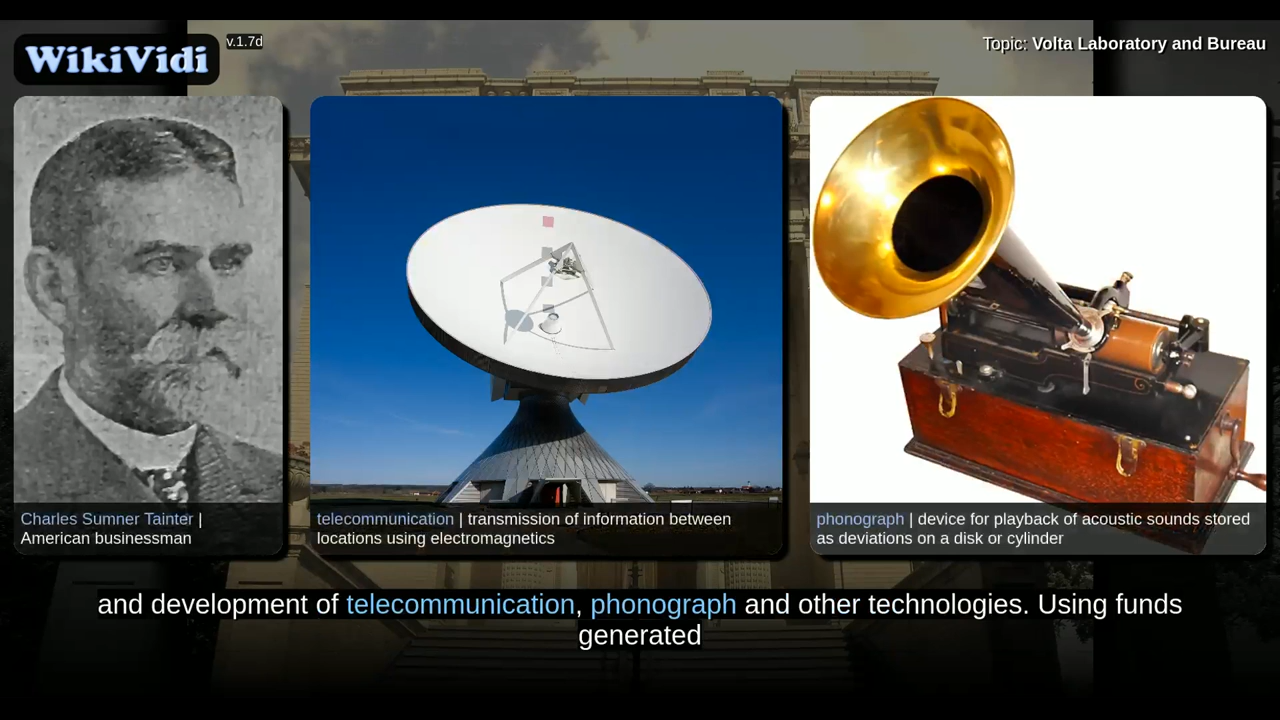 WikiVidi
v.1.7d
Topic: Volta Laboratory and Bureau
Charles Sumner Tainter |
American businessman
telecommunication | transmission of information between
locations using electromagnetics
phonograph | device for playback of acoustic sounds stored
as deviations on a disk or cylinder
and development of telecommunication, phonograph and other technologies. Using funds
generated